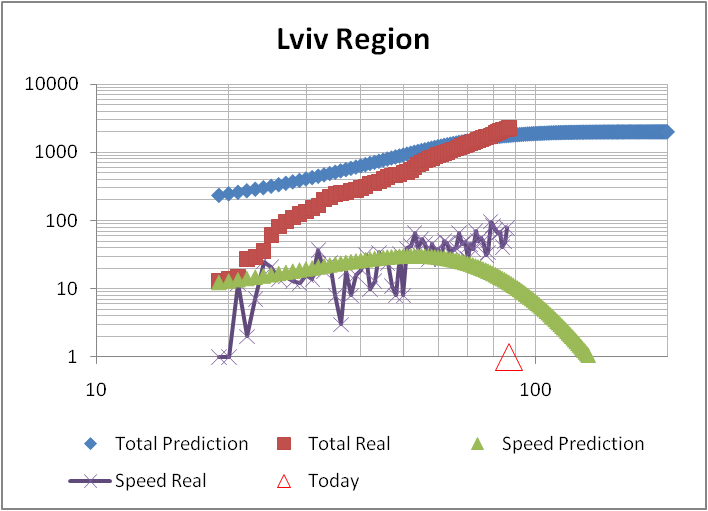 Lviv Region
10000
1000
100
10
1
10 100
Total Prediction Total Real Speed Prediction
Speed Real Today